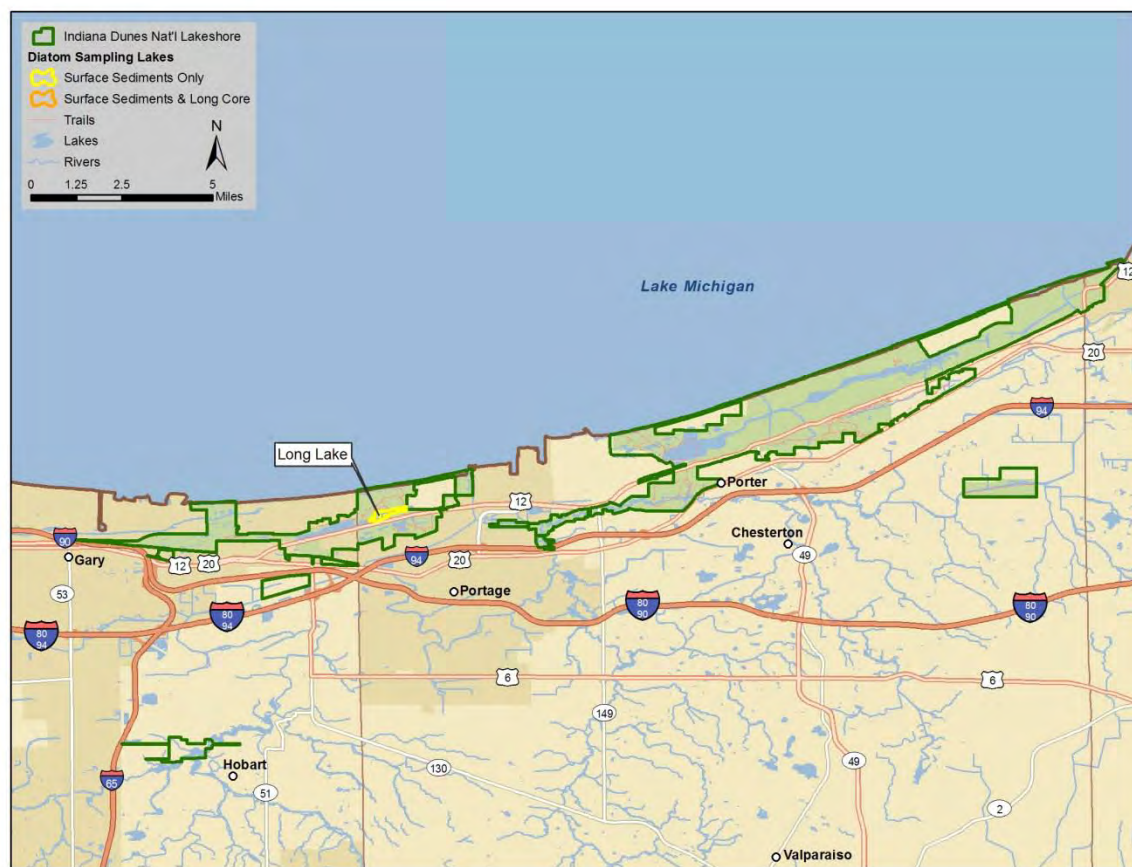 Indiana Dunes Nat'l Lakeshore
Diatom Sampling Lakes
Surface Sediments Only
Surface Sediments & Long Core
Trails
Lakes
Rivers
N
0 1.25 2.5 5
Miles
Lake Michigan
12
20
94
Long Lake
Porter
12
90
Gary
12
20
94
20
Chesterton
49
53
Portage
80
94
80
94
80
90
80
90
6
6
149
Hobart
65
51
130
49
2
Valparaiso